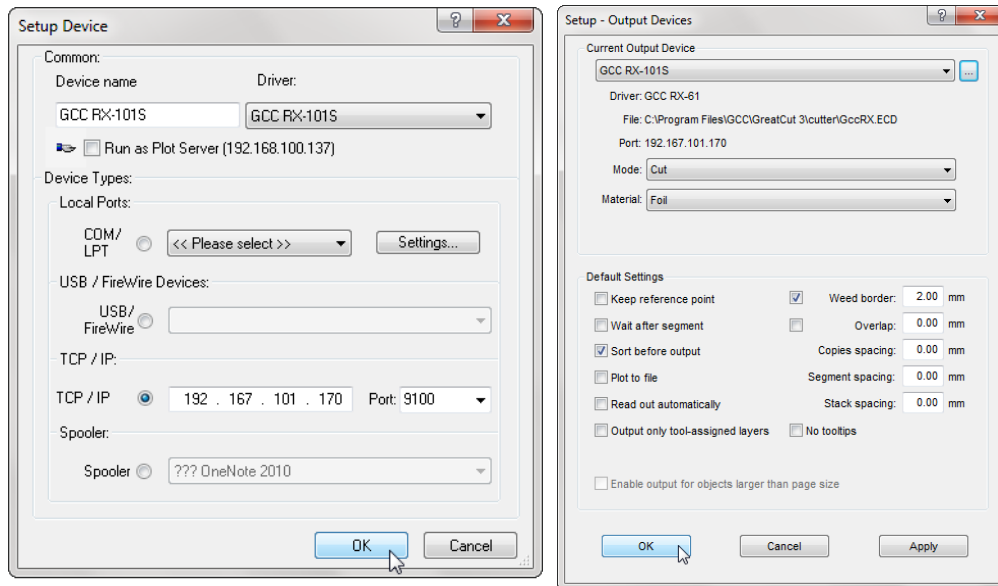 Setup Device
Common:
Device name
Driver:
GCC RX-101S
GCC RX-101S
Run as Plot Server (192.168.100.137)
Device Types:
Local Ports:
COM/
LPT
<< Please select >>
Settings...
USB / FireWire Devices:
USB/
FireWire
TCP / IP:
TCP / IP
192 . 167 . 101 . 170
Port:
9100
Spooler:
Spooler
??? OneNote 2010
OK
Cancel
Setup - Output Devices
Current Output Device
GCC RX-101S
...
Driver: GCC RX-61
File: C:\Program Files\GCC\GreatCut 3\cutter\GccRX.ECD
Port: 192.167.101.170
Mode: Cut
Material: Foil
Default Settings
Keep reference point
Weed border: 2.00 mm
Wait after segment
Overlap: 0.00 mm
Sort before output
Copies spacing: 0.00 mm
Plot to file
Segment spacing: 0.00 mm
Read out automatically
Stack spacing: 0.00 mm
Output only tool-assigned layers
No tooltips
Enable output for objects larger than page size
OK
Cancel
Apply